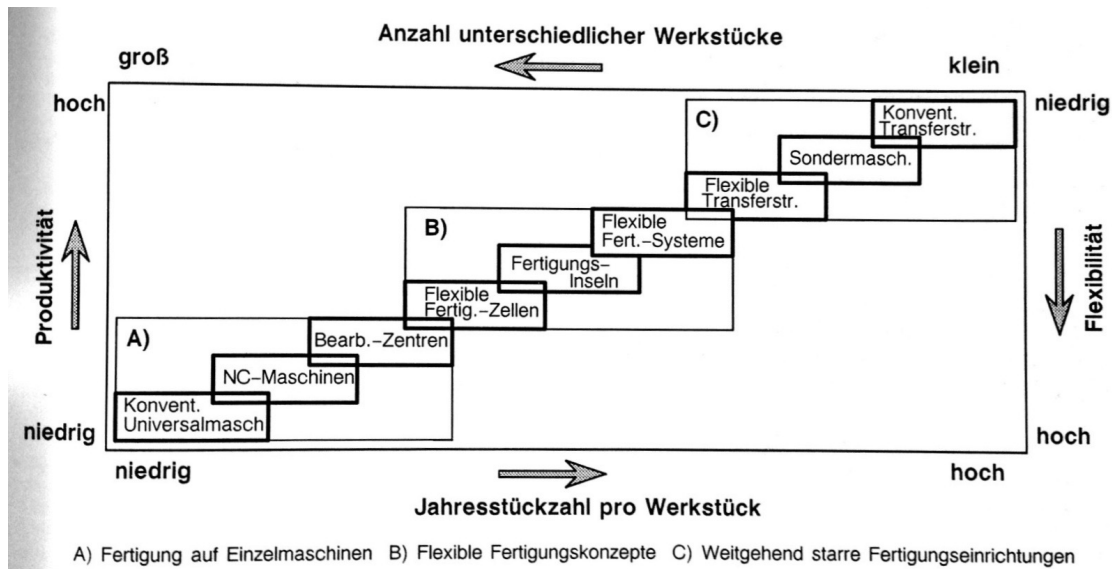 Anzahl unterschiedlicher Werkstücke
groß
klein
hoch
niedrig
C)
Konvent.
Transferstr.
Sondermasch.
Flexible
Transferstr.
B)
Flexible
Fert.-Systeme
Fertigungs-
Inseln
Flexible
Fertig.-Zellen
Produktivität
Flexibilität
A)
Bearb.-Zentren
NC-Maschinen
Konvent.
Universalmasch
niedrig
hoch
niedrig
hoch
Jahresstückzahl pro Werkstück
A) Fertigung auf Einzelmaschinen B) Flexible Fertigungskonzepte C) Weitgehend starre Fertigungseinrichtungen